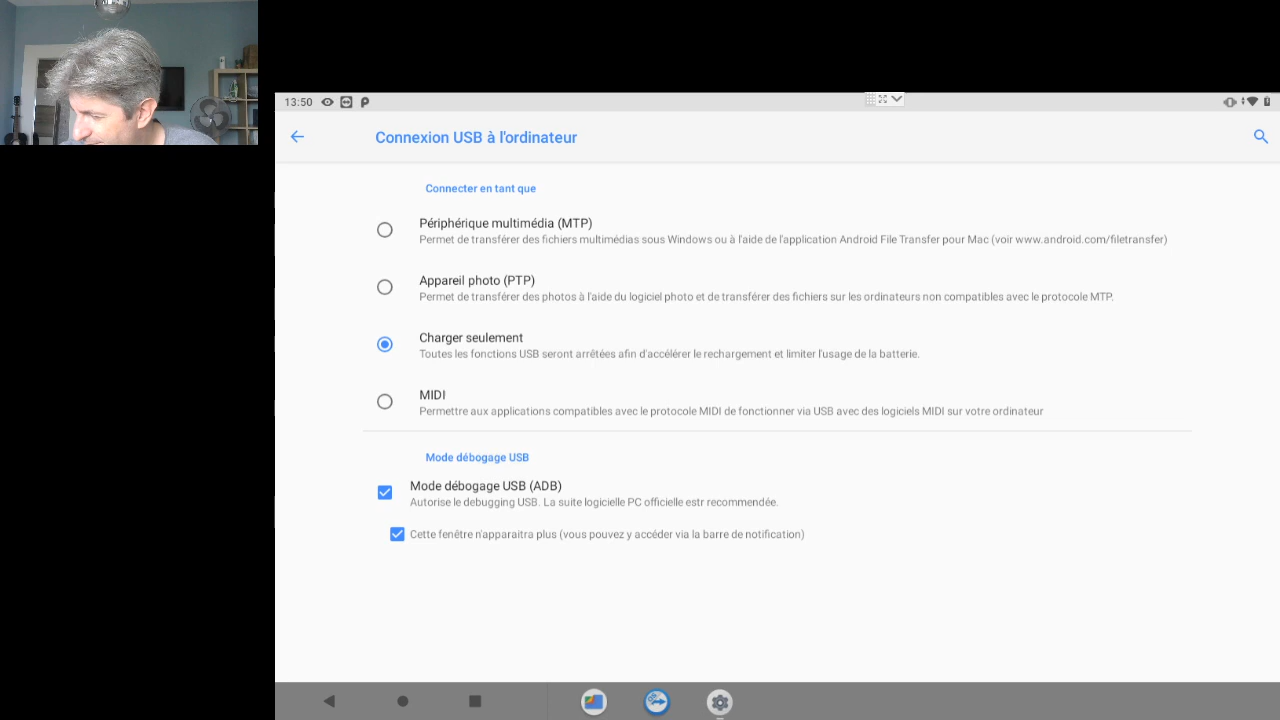 13:50
Connexion USB à l'ordinateur
Connecter en tant que
Périphérique multimédia (MTP)
Permet de transférer des fichiers multimédias sous Windows ou à l'aide de l'application Android File Transfer pour Mac (voir www.android.com/filetransfer)
Appareil photo (PTP)
Permet de transférer des photos à l'aide du logiciel photo et de transférer des fichiers sur les ordinateurs non compatibles avec le protocole MTP.
Charger seulement
Toutes les fonctions USB seront arrêtées afin d'accélérer le rechargement et limiter l'usage de la batterie.
MIDI
Permettre aux applications compatibles avec le protocole MIDI de fonctionner via USB avec des logiciels MIDI sur votre ordinateur
Mode débogage USB
Mode débogage USB (ADB)
Autorise le debugging USB. La suite logicielle PC officielle estr recommendée.
Cette fenêtre n'apparaitra plus (vous pouvez y accéder via la barre de notification)